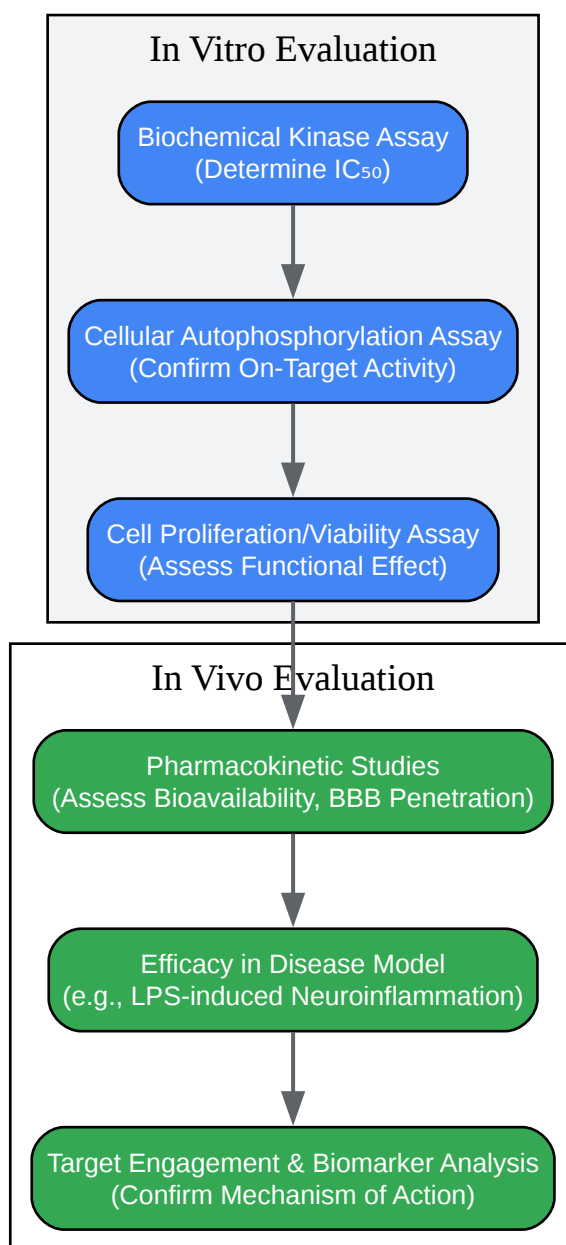 In Vitro Evaluation
Biochemical Kinase Assay
(Determine IC₅₀)
Cellular Autophosphorylation Assay
(Confirm On-Target Activity)
Cell Proliferation/Viability Assay
(Assess Functional Effect)
In Vivo Evaluation
Pharmacokinetic Studies
(Assess Bioavailability, BBB Penetration)
Efficacy in Disease Model
(e.g., LPS-induced Neuroinflammation)
Target Engagement & Biomarker Analysis
(Confirm Mechanism of Action)